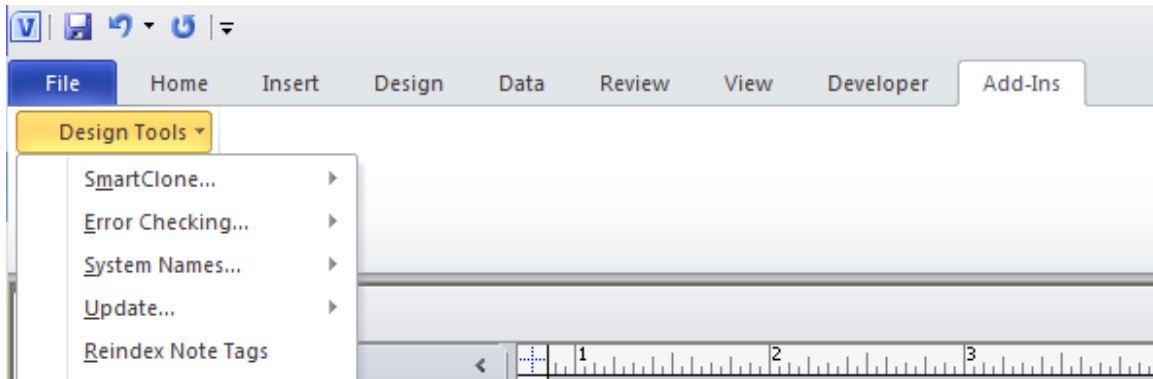 V
File Home Insert Design Data Review View Developer Add-Ins
Design Tools
SmartClone...
Error Checking...
System Names...
Update...
Reindex Note Tags
1 2 3